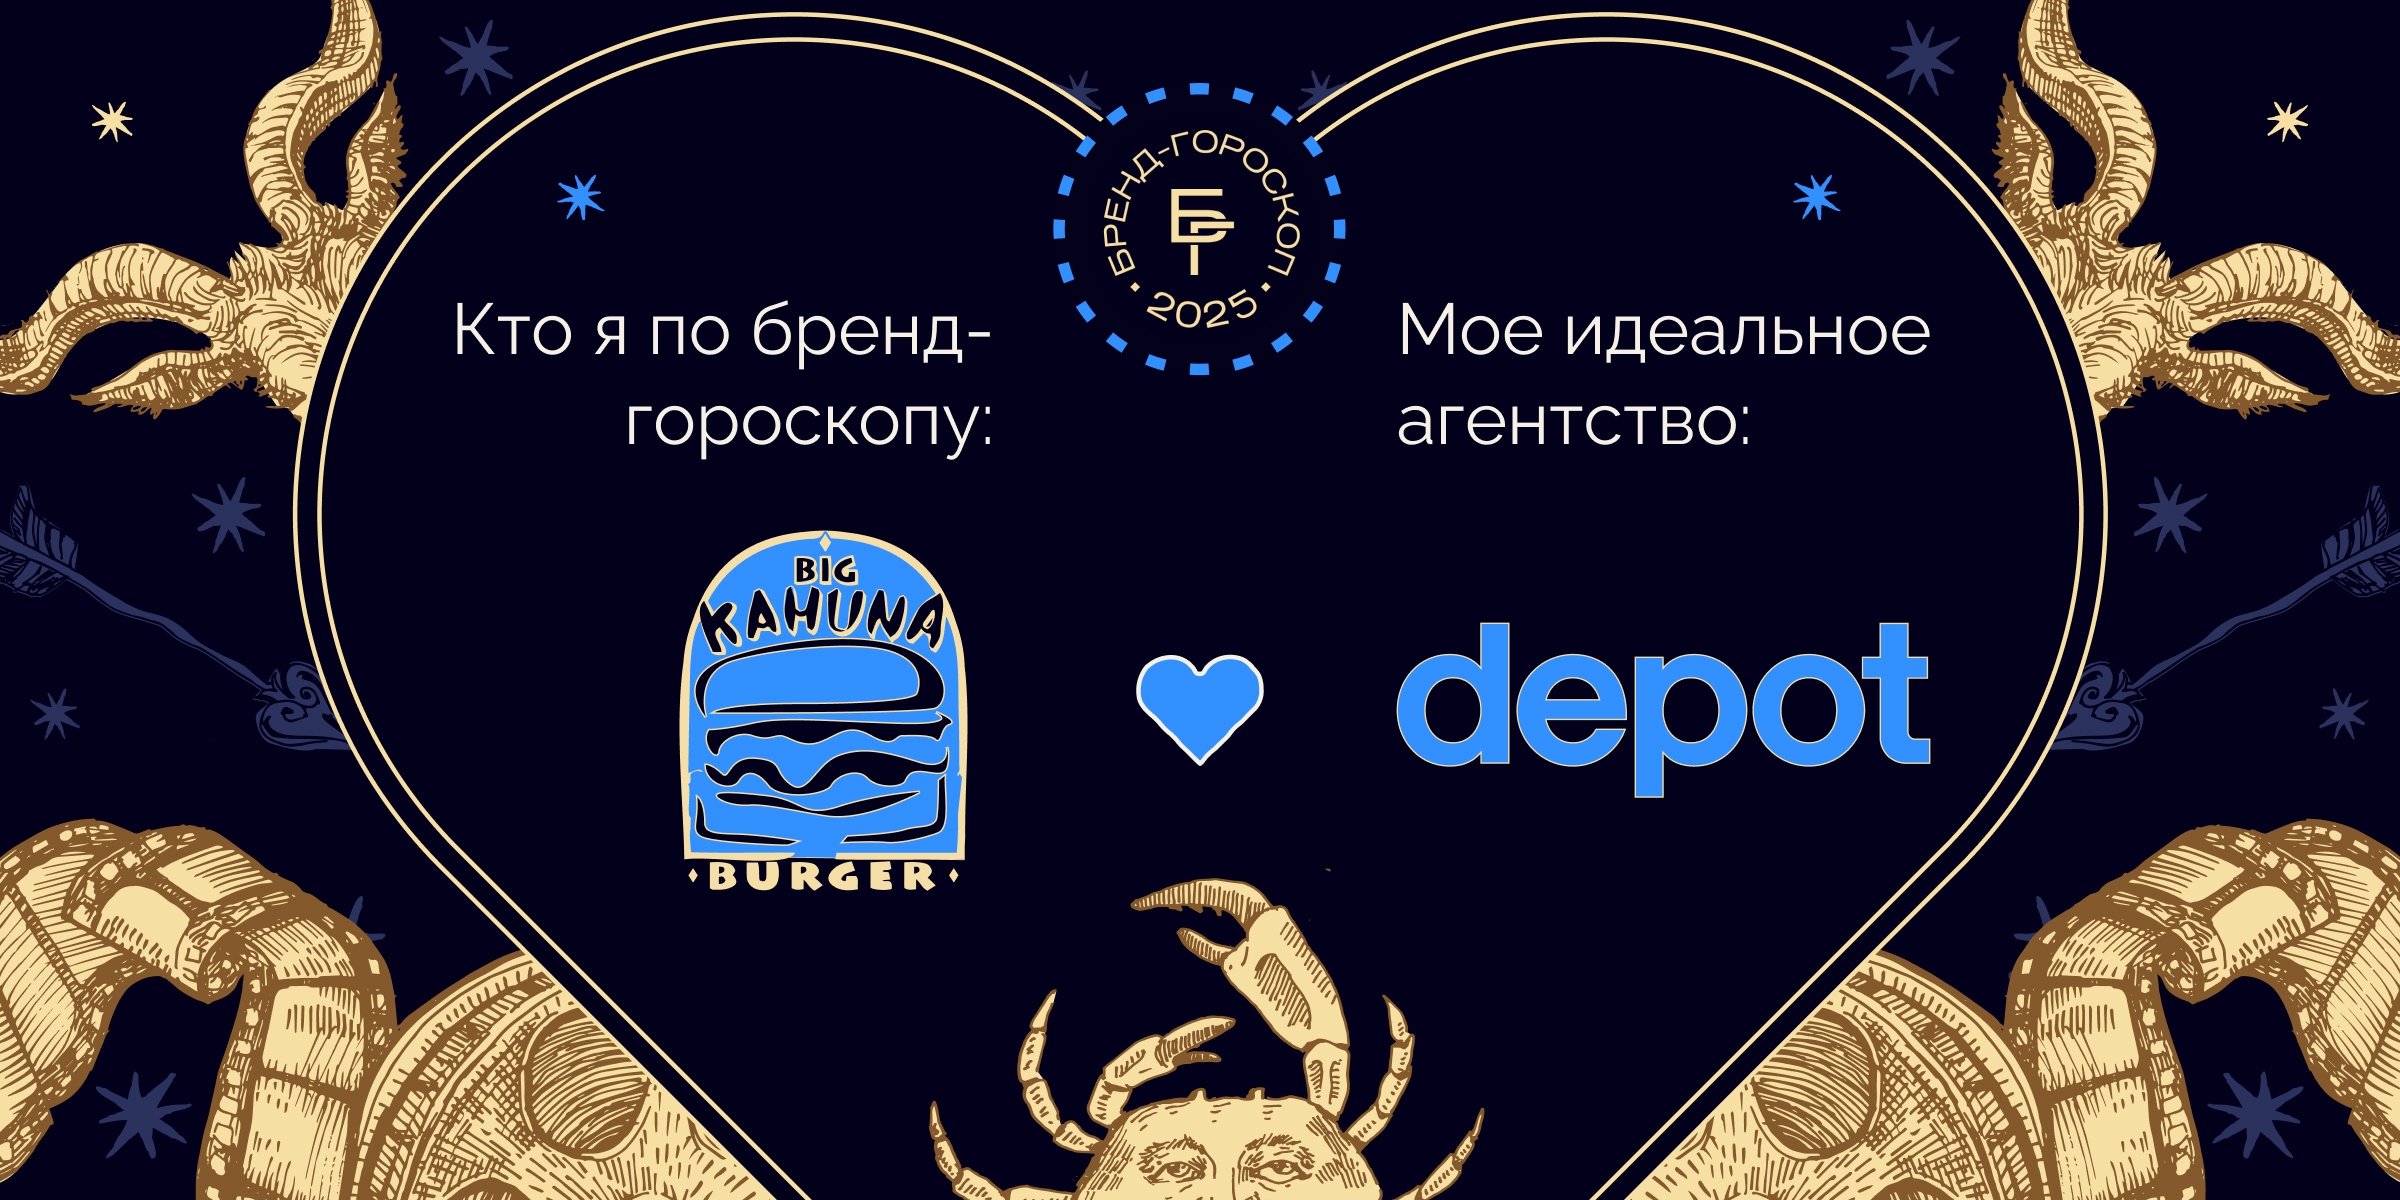 БРЕНД-ГОРОСКОП
БГ
• 2025 •
Кто я по бренд-
гороскопу:
Мое идеальное
агентство:
BIG
KAHUNA
BURGER
depot